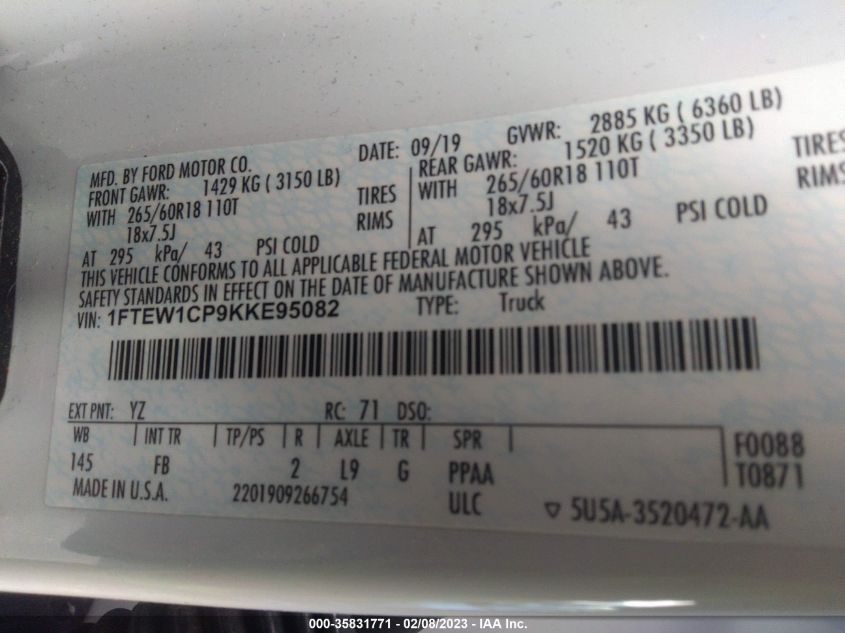 MFD. BY FORD MOTOR CO. DATE: 09/19 GVWR: 2885 KG ( 6360 LB)
FRONT GAWR: 1429 KG ( 3150 LB) REAR GAWR: 1520 KG ( 3350 LB)
WITH 265/60R18 110T TIRES WITH 265/60R18 110T TIRES
18x7.5J RIMS 18x7.5J RIMS
AT 295 kPa/ 43 PSI COLD AT 295 kPa/ 43 PSI COLD
THIS VEHICLE CONFORMS TO ALL APPLICABLE FEDERAL MOTOR VEHICLE
SAFETY STANDARDS IN EFFECT ON THE DATE OF MANUFACTURE SHOWN ABOVE.
VIN: 1FTEW1CP9KKE95082 TYPE: Truck
EXT PNT: YZ RC: 71 DSO:
WB INT TR TP/PS R AXLE TR SPR F0088
145 FB 2 L9 G PPAA T0871
MADE IN U.S.A. 2201909266754 ULC ▽ 5U5A-3520472-AA
000-35831771 — 02/08/2023 — IAA Inc.